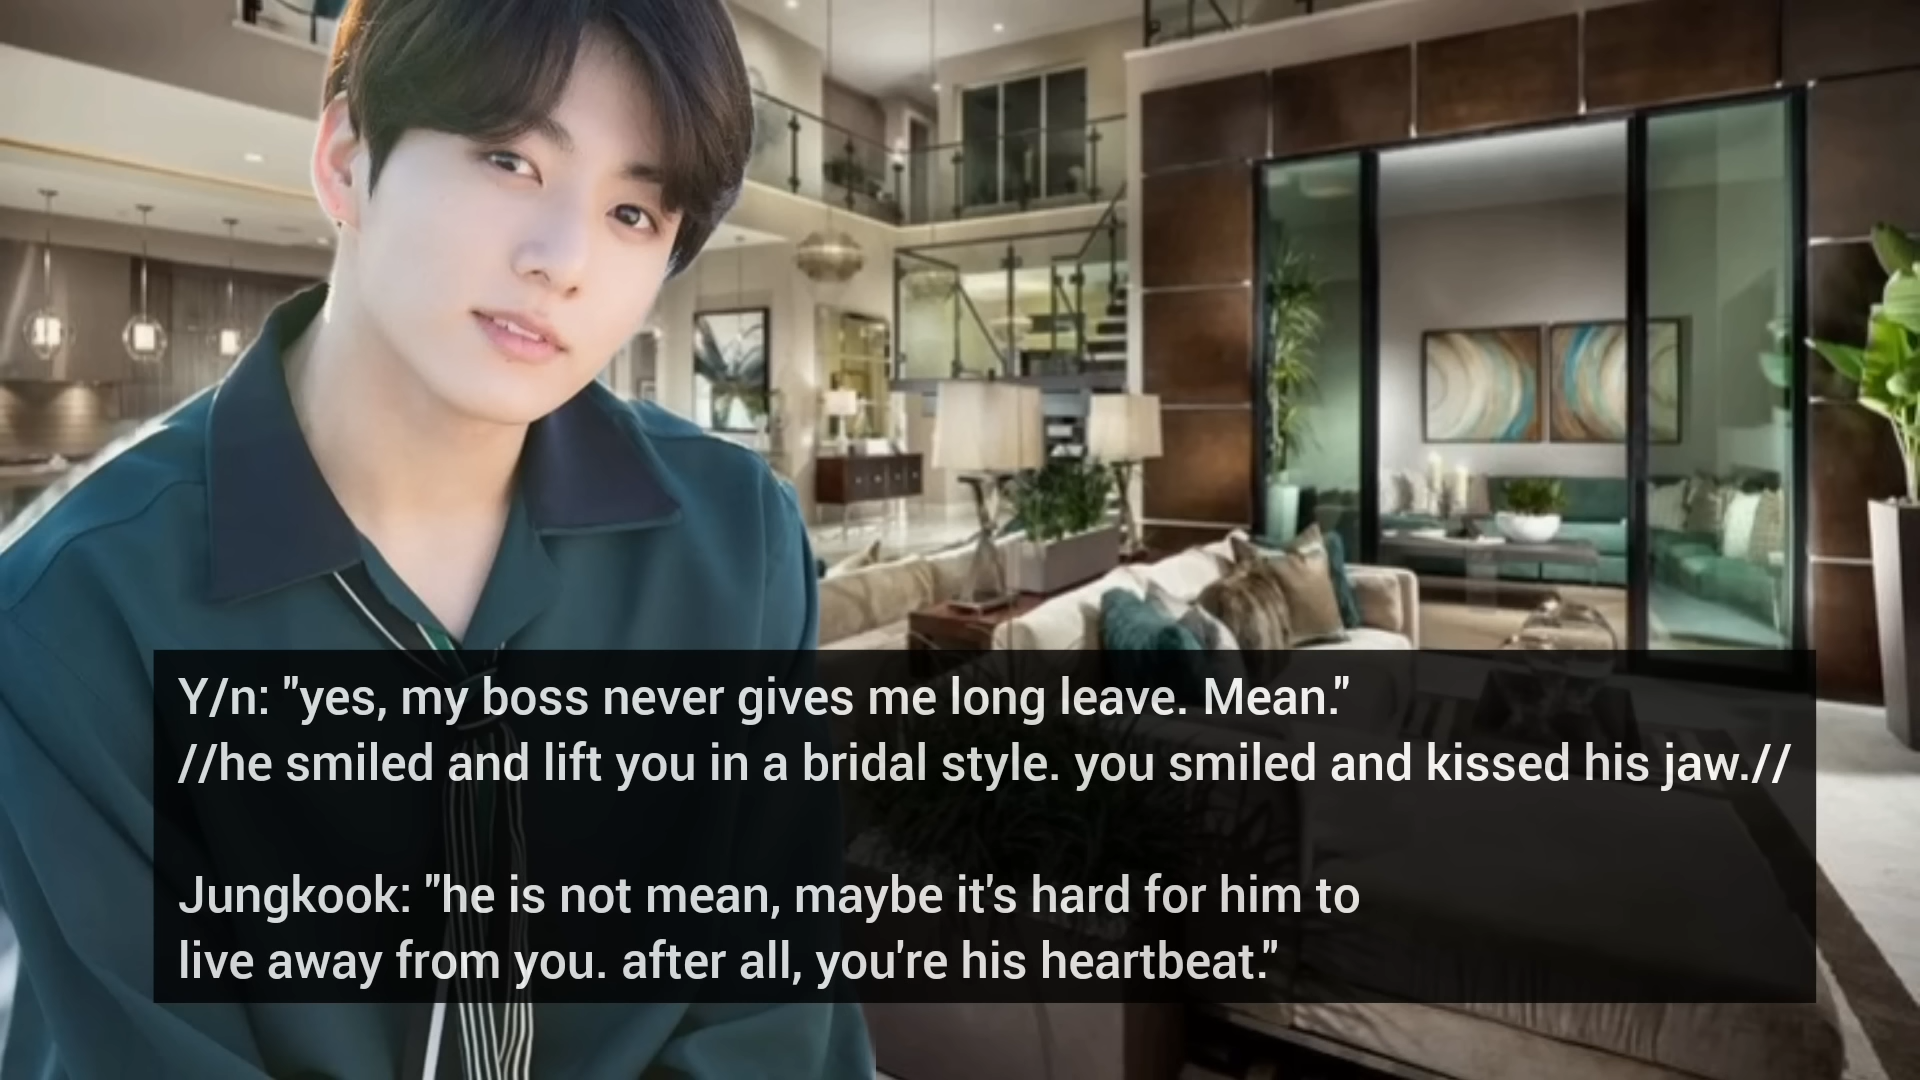 Y/n: "yes, my boss never gives me long leave. Mean."
//he smiled and lift you in a bridal style. you smiled and kissed his jaw.//
Jungkook: "he is not mean, maybe it's hard for him to
live away from you. after all, you're his heartbeat."